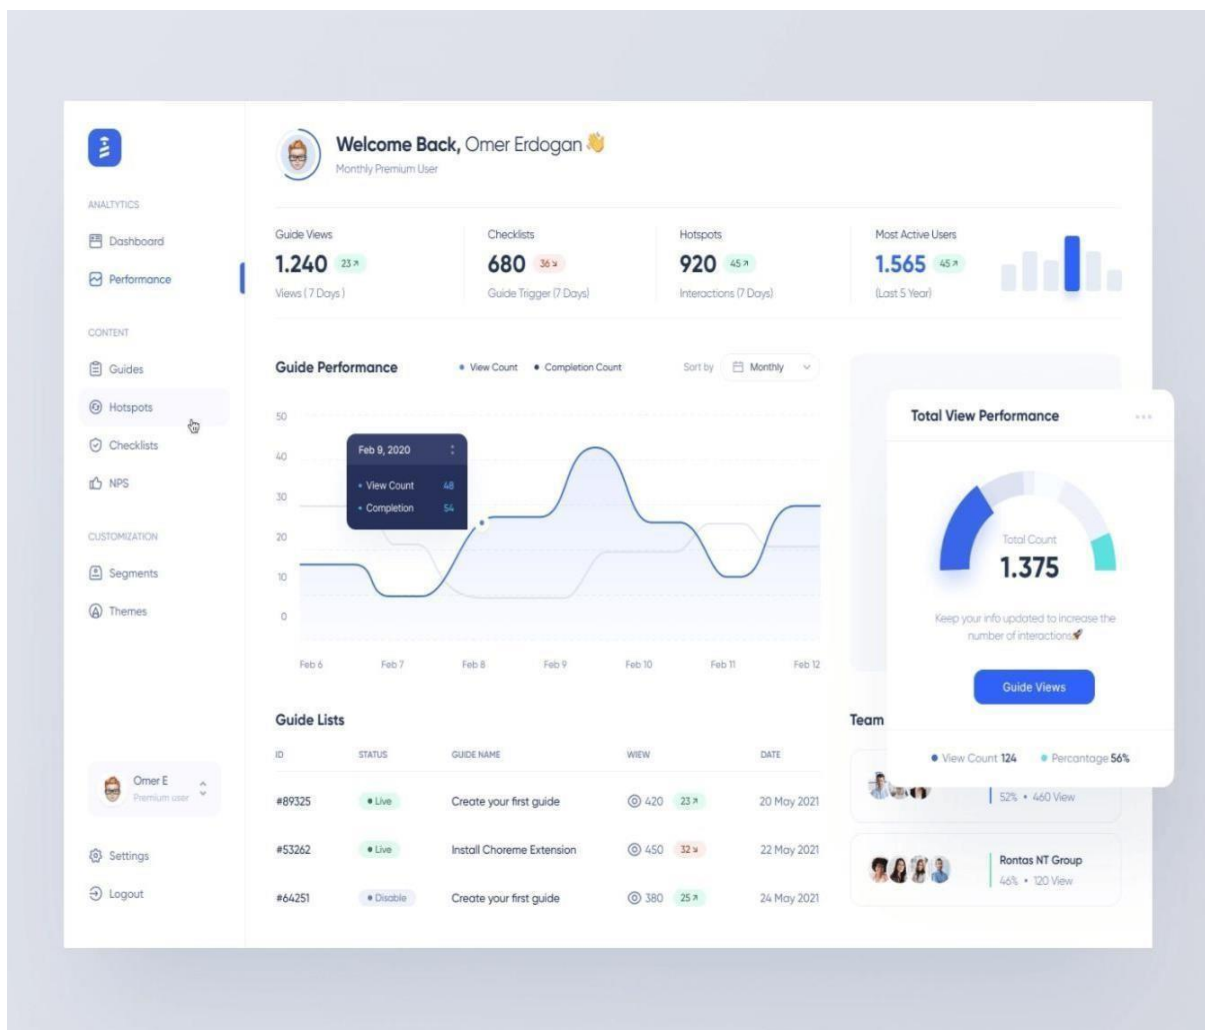 Welcome Back, Omer Erdogan
Monthly Premium User
ANALTYTICS
Dashboard
Performance
CONTENT
Guides
Hotspots
Checklists
NPS
CUSTOMIZATION
Segments
Themes
Omer E
Premium user
Settings
Logout
Guide Views
1.240 23
Views ( 7 Days )
Checklists
680 36
Guide Trigger (7 Days)
Hotspots
920 45
Interactions (7 Days)
Most Active Users
1.565 45
(Last 5 Year)
Guide Performance
View Count
Completion Count
Sort by
Monthly
50
40
30
20
10
0
Feb 9, 2020
View Count 48
Completion 54
Feb 6 Feb 7 Feb 8 Feb 9 Feb 10 Feb 11 Feb 12
Total View Performance
Total Count
1.375
Keep your info updated to increase the
number of interactions
Guide Views
View Count 124 Percantage 56%
Guide Lists
ID STATUS GUIDE NAME WIEW DATE
#89325 Live Create your first guide 420 23 20 May 2021
#53262 Live Install Choreme Extension 450 32 22 May 2021
#64251 Disable Create your first guide 380 25 24 May 2021
Team
52% • 460 View
Rontas NT Group
46% • 120 View